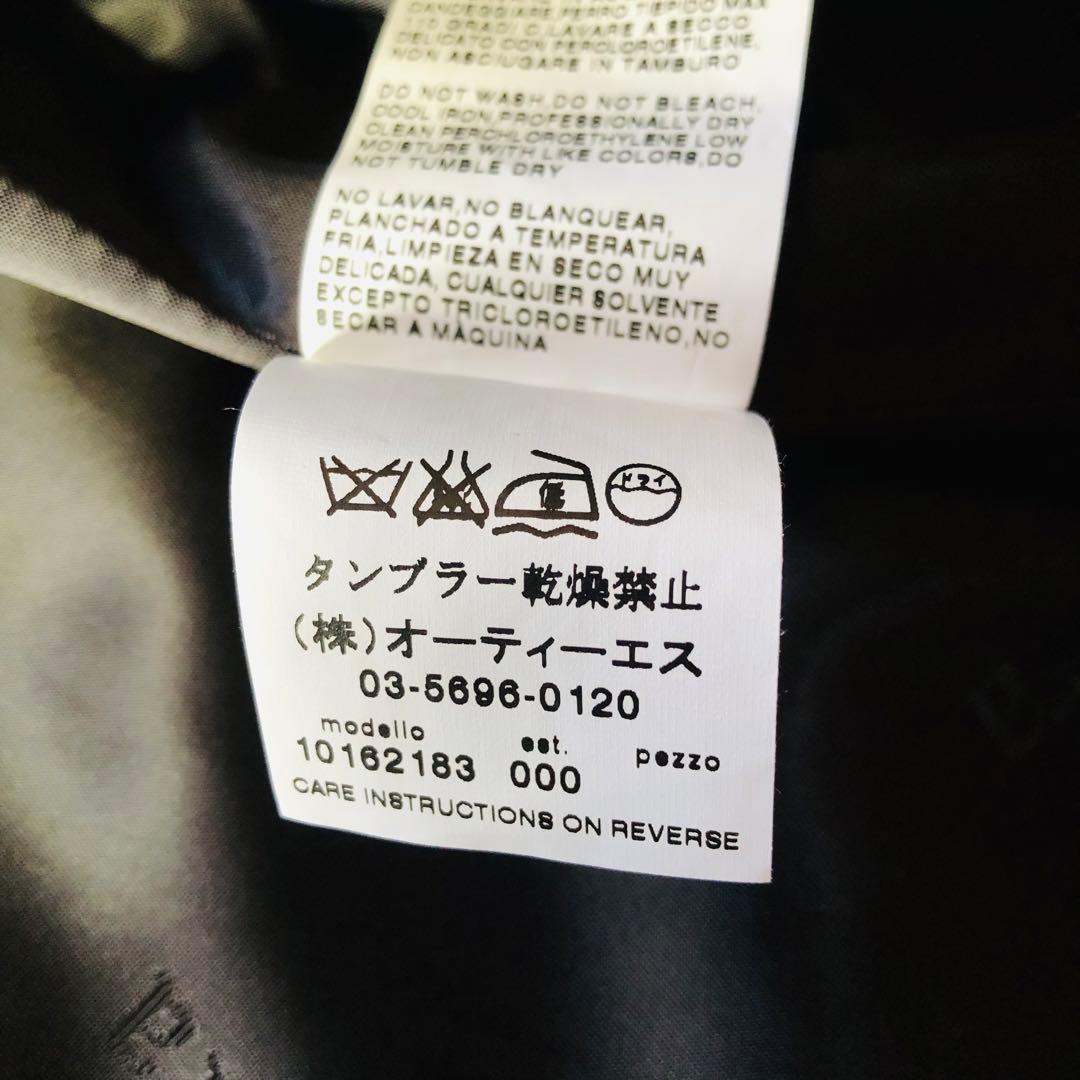 CANDEGGIARE,FERRO TIEPIDO MAX
110 GRADI C,LAVARE A SECCO
DELICATO CON PERCLOROETILENE,
NON ASCIUGARE IN TAMBURO
DO NOT WASH,DO NOT BLEACH,
COOL IRON,PROFESSIONALLY DRY
CLEAN PERCHLOROETHYLENE LOW
MOISTURE WITH LIKE COLORS,DO
NOT TUMBLE DRY
NO LAVAR,NO BLANQUEAR,
PLANCHADO A TEMPERATURA
FRIA,LIMPIEZA EN SECO MUY
DELICADA, CUALQUIER SOLVENTE
EXCEPTO TRICLOROETILENO,NO
SECAR A MÀQUINA
低 ドライ
タンブラー乾燥禁止
(株)オーティーエス
03-5696-0120
modello est. pezzo
10162183 000
CARE INSTRUCTIONS ON REVERSE